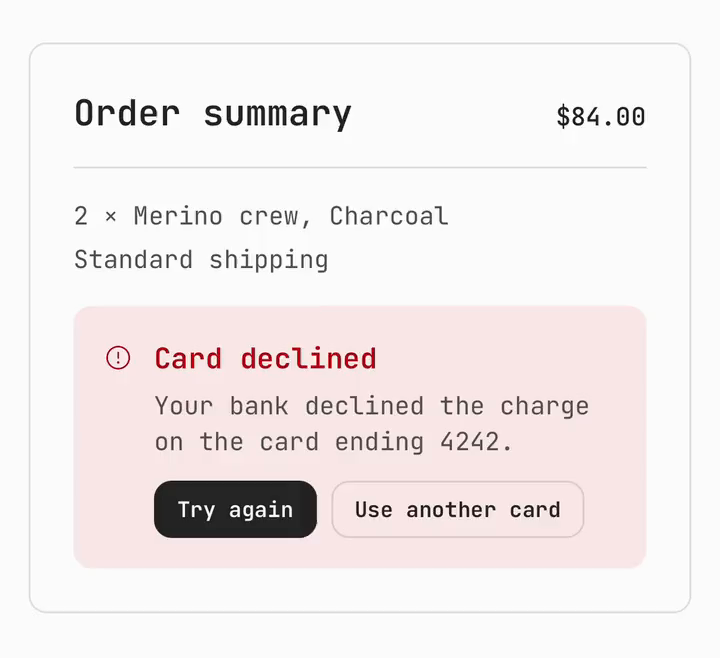 Order summary
$84.00
2 × Merino crew, Charcoal
Standard shipping
Card declined
Your bank declined the charge
on the card ending 4242.
Try again
Use another card